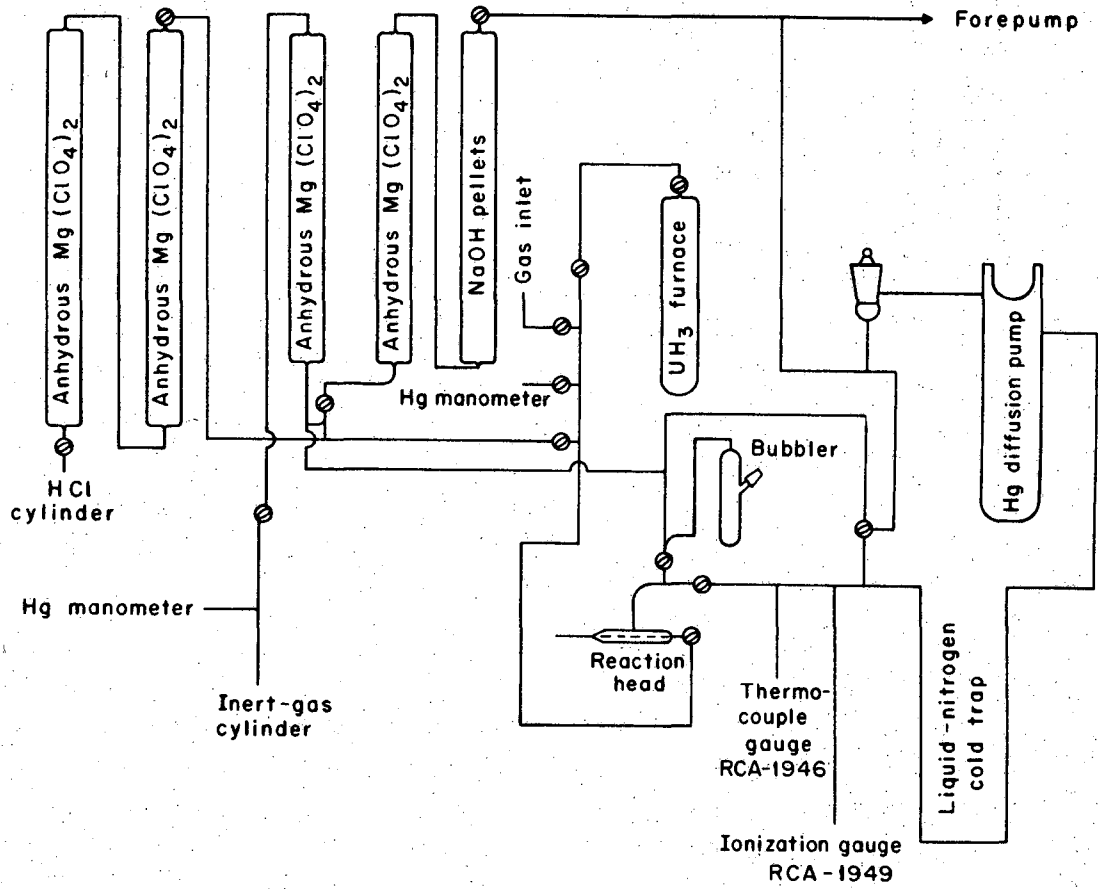 Forepump
Anhydrous Mg (ClO4)2
Anhydrous Mg (ClO4)2
Anhydrous Mg (ClO4)2
Anhydrous Mg (ClO4)2
NaOH pellets
Gas inlet
UH3 furnace
Hg diffusion pump
Hg manometer
Bubbler
HCl
cylinder
Hg manometer
Reaction
head
Inert-gas
cylinder
Thermo-
couple
gauge
RCA-1946
Liquid-nitrogen
cold trap
Ionization gauge
RCA-1949